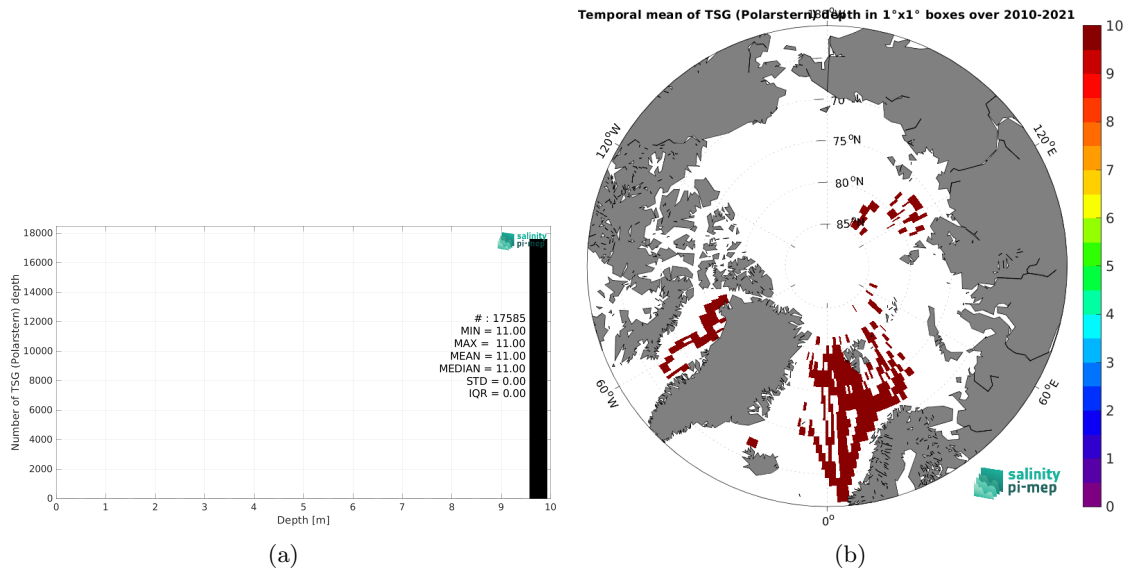 18000
16000
14000
12000
10000
8000
6000
4000
2000
0
Number of TSG (Polarstern) depth
salinity
pi-mep
# : 17585
MIN = 11.00
MAX = 11.00
MEAN = 11.00
MEDIAN = 11.00
STD = 0.00
IQR = 0.00
0 1 2 3 4 5 6 7 8 9 10
Depth [m]
(a)
Temporal mean of TSG (Polarstern) depth in 1°x1° boxes over 2010-2021
180°W
120°W
120°E
60°W
60°E
0°
70°N
75°N
80°N
85°N
10
9
8
7
6
5
4
3
2
1
0
salinity
pi-mep
(b)